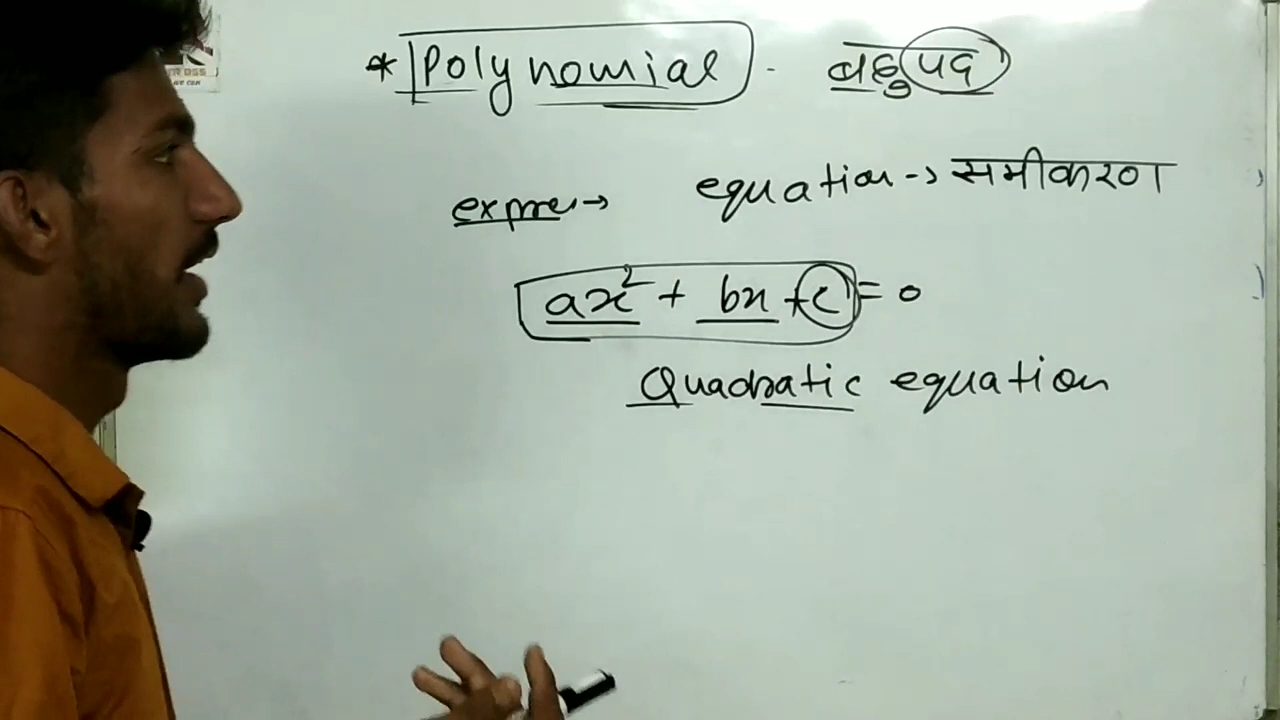 * Polynomial - बहुपद
expre → equation → समीकरण
ax² + bx + c = 0
Quadratic equation